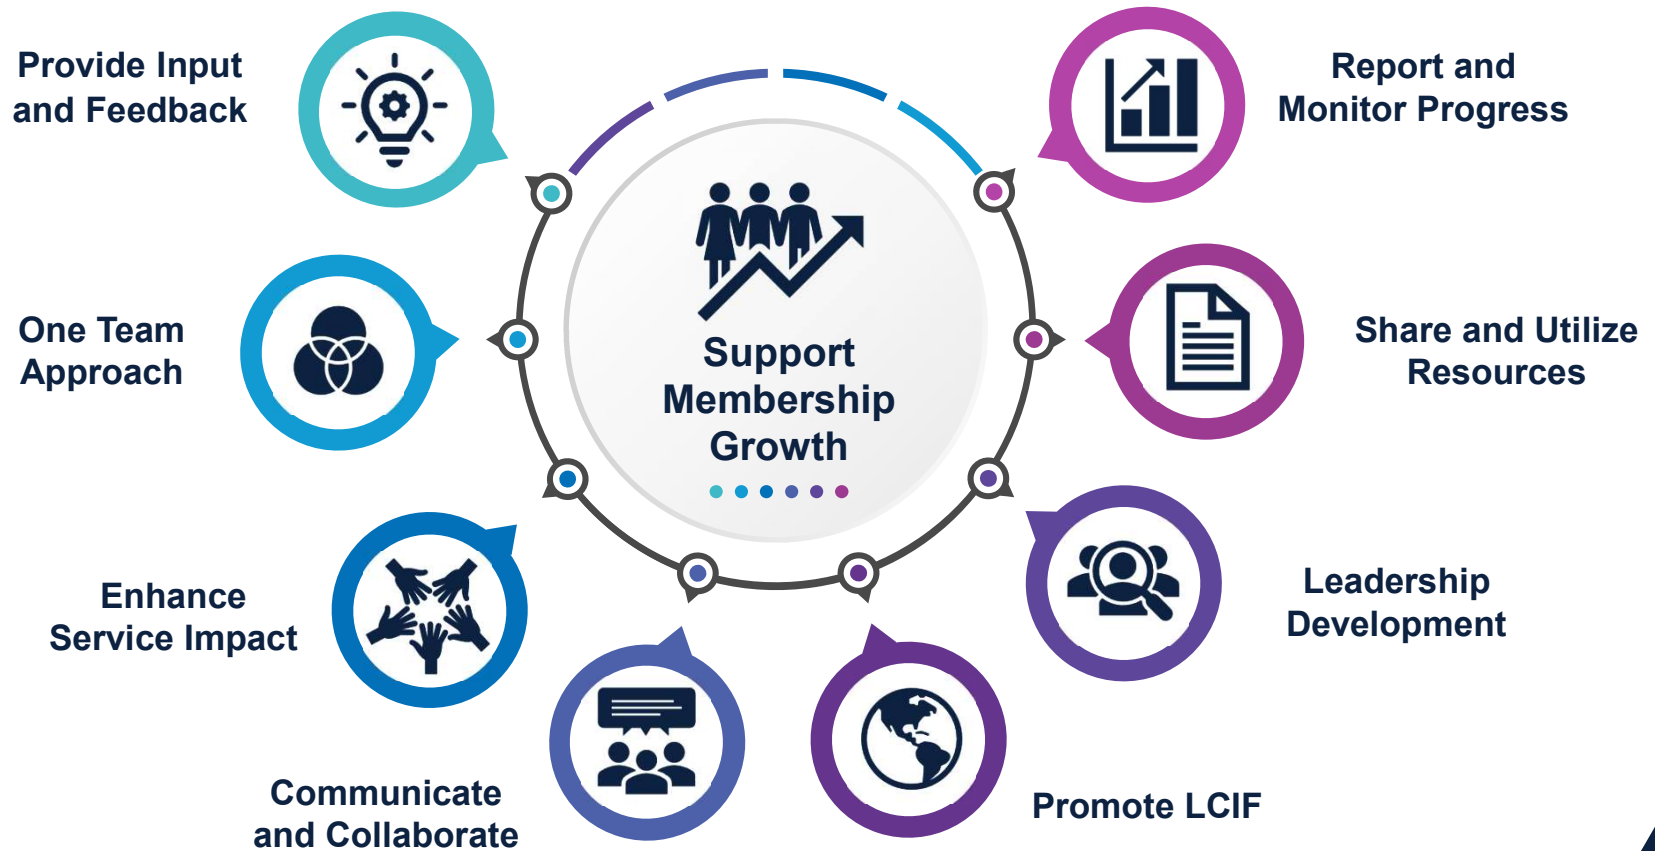 Provide Input
and Feedback
Report and
Monitor Progress
One Team
Approach
Support
Membership
Growth
Share and Utilize
Resources
Enhance
Service Impact
Leadership
Development
Communicate
and Collaborate
Promote LCIF